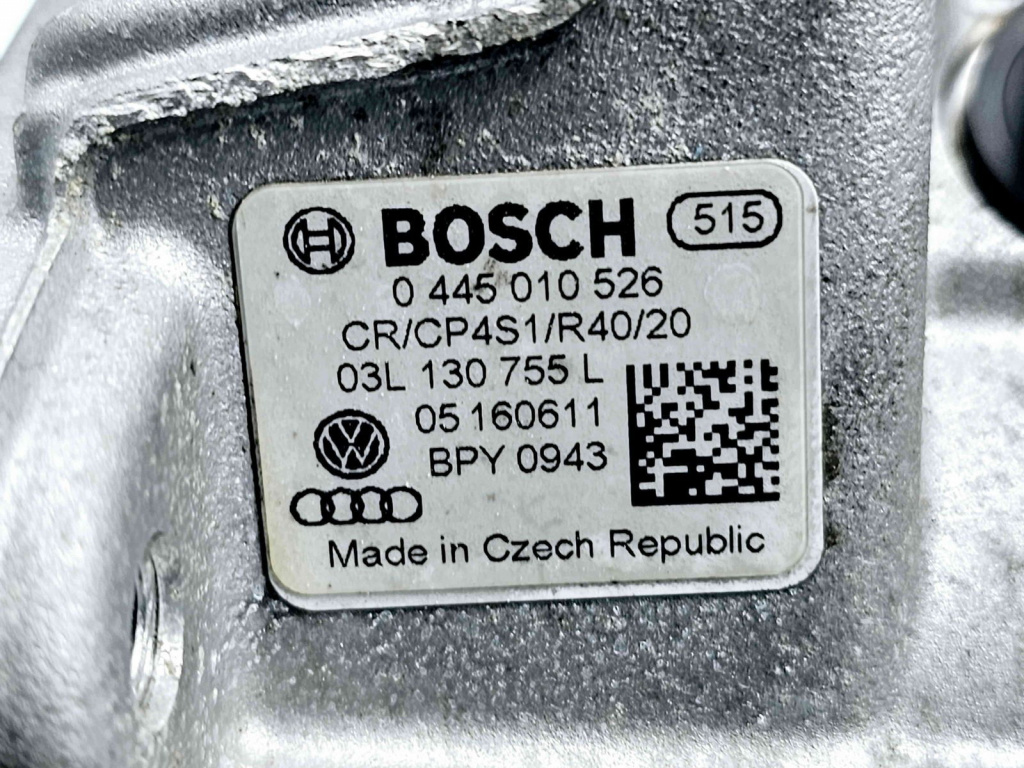 BOSCH 515
0 445 010 526
CR/CP4S1/R40/20
03L 130 755 L
05 160611
BPY 0943
Made in Czech Republic